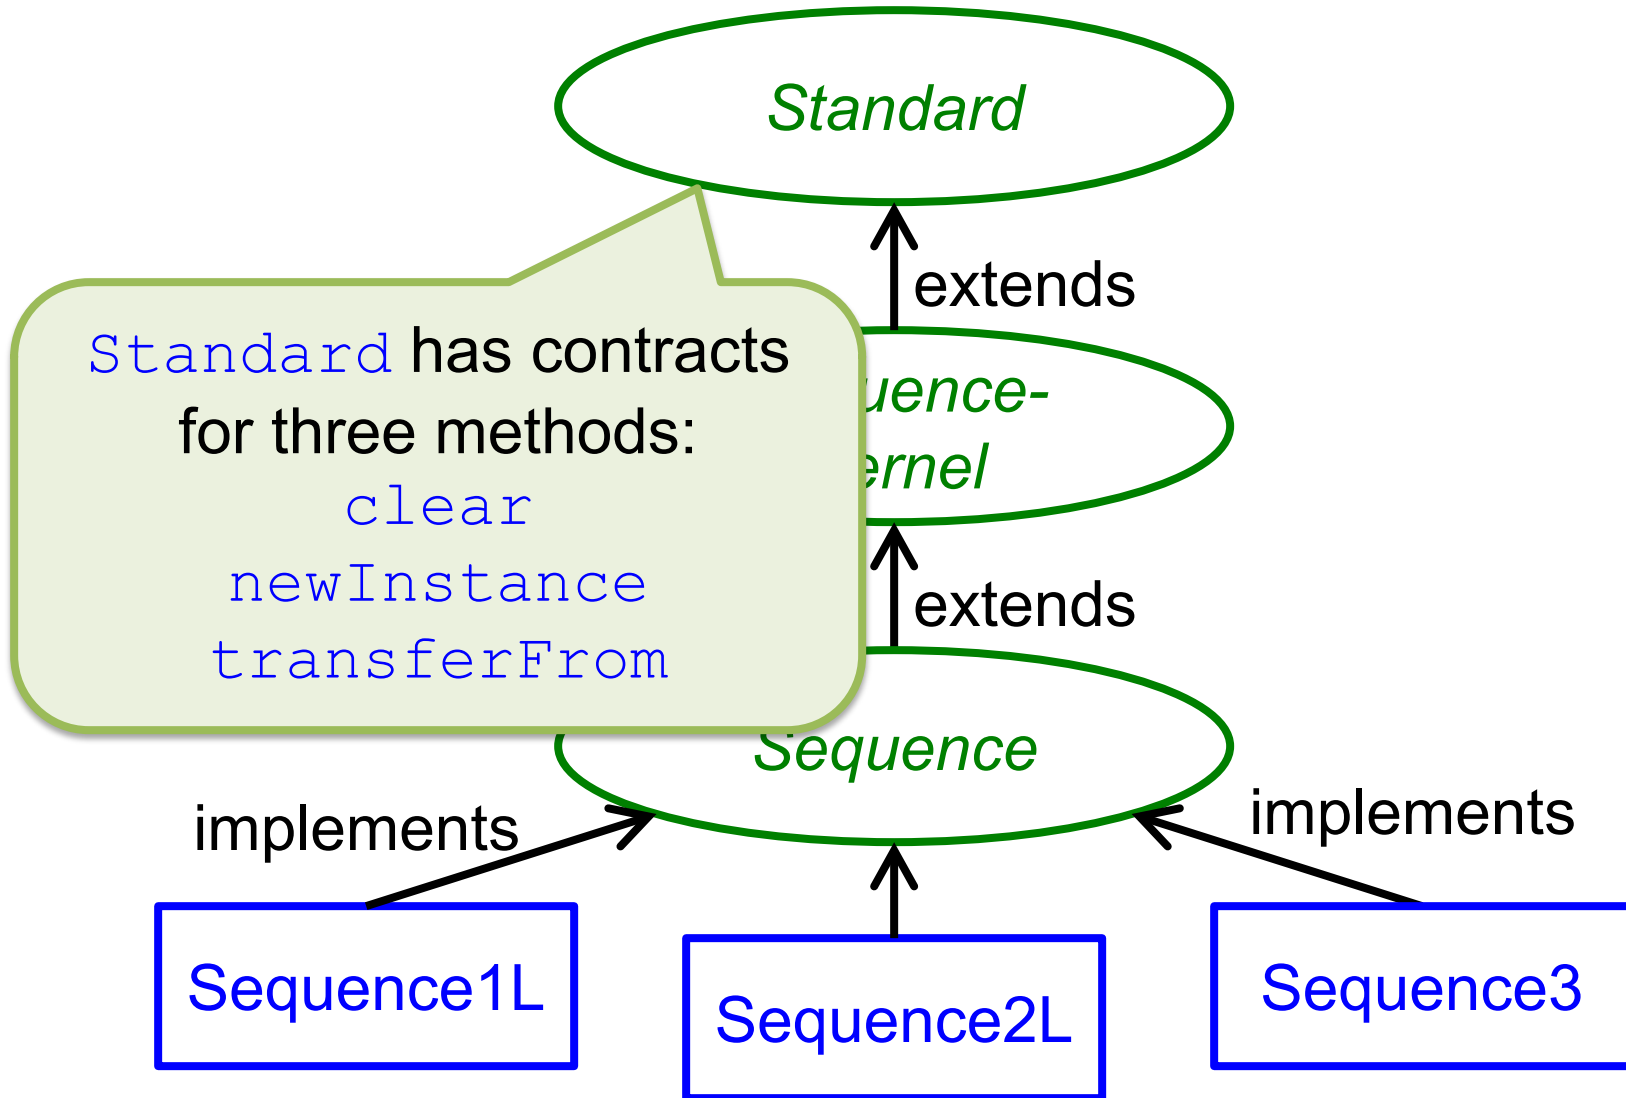 Standard
extends
Standard has contracts
for three methods:
clear
newInstance
transferFrom
uence-
ernel
extends
Sequence
implements
implements
Sequence1L
Sequence2L
Sequence3